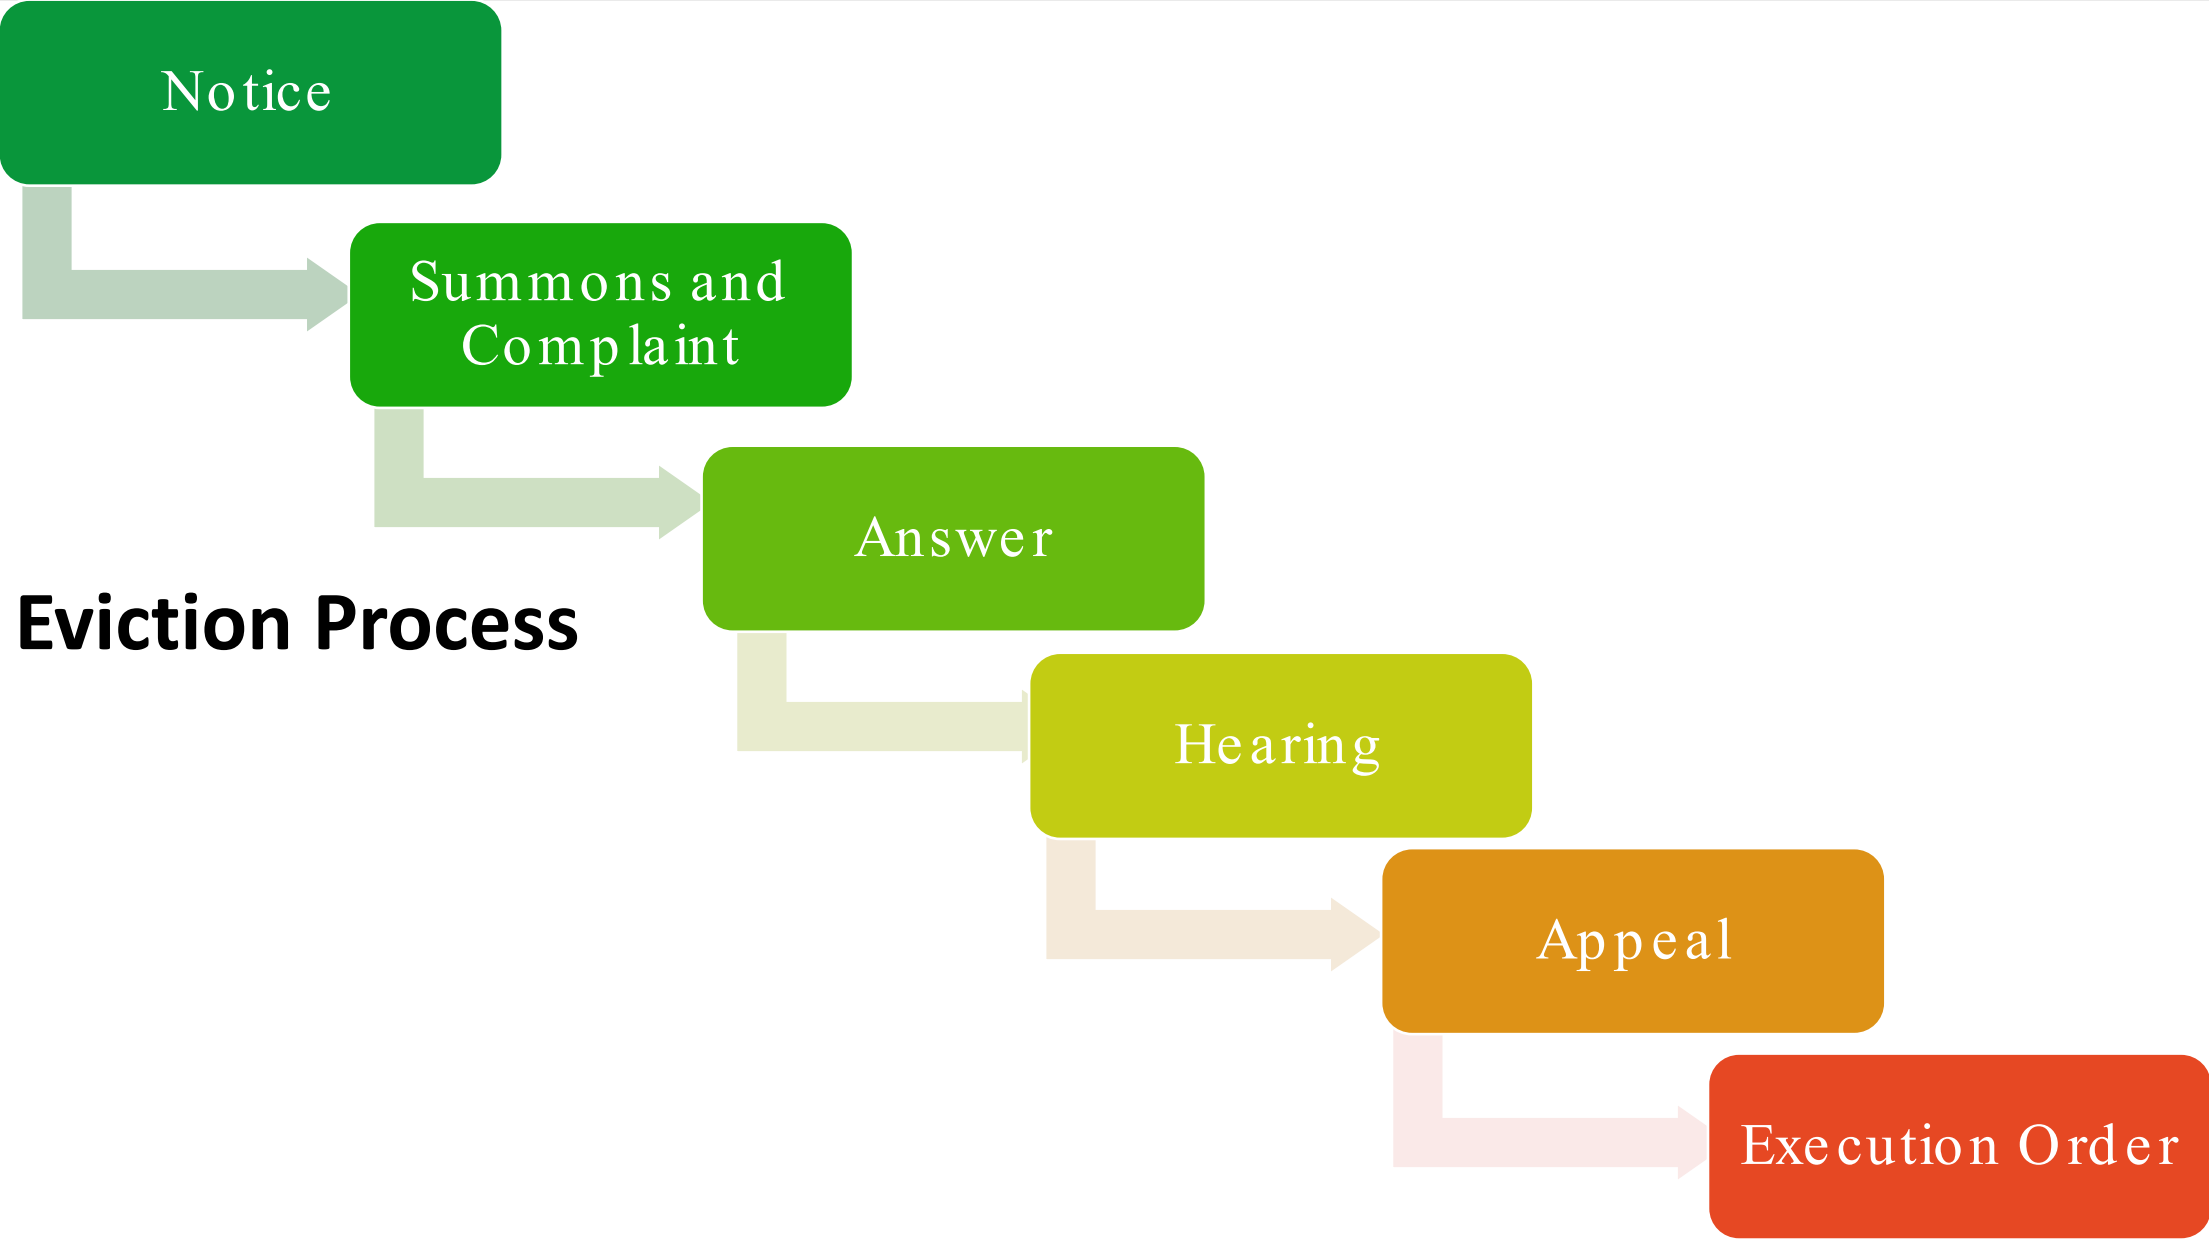 Notice
Summons and
Complaint
Answer
Eviction Process
Hearing
Appeal
Execution Order